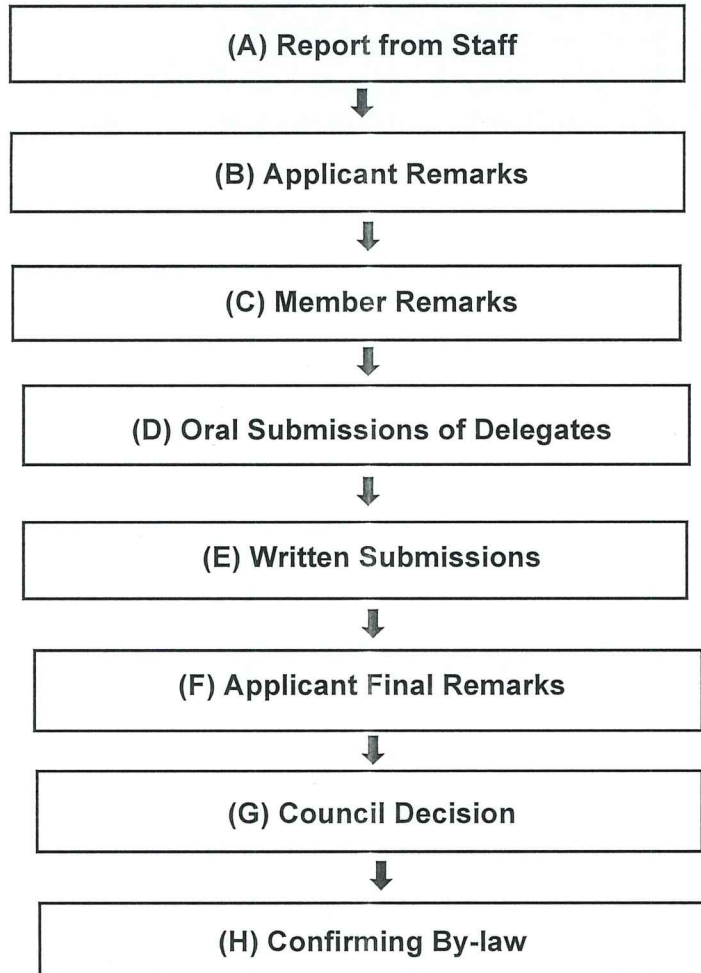 (A) Report from Staff
(B) Applicant Remarks
(C) Member Remarks
(D) Oral Submissions of Delegates
(E) Written Submissions
(F) Applicant Final Remarks
(G) Council Decision
(H) Confirming By-law